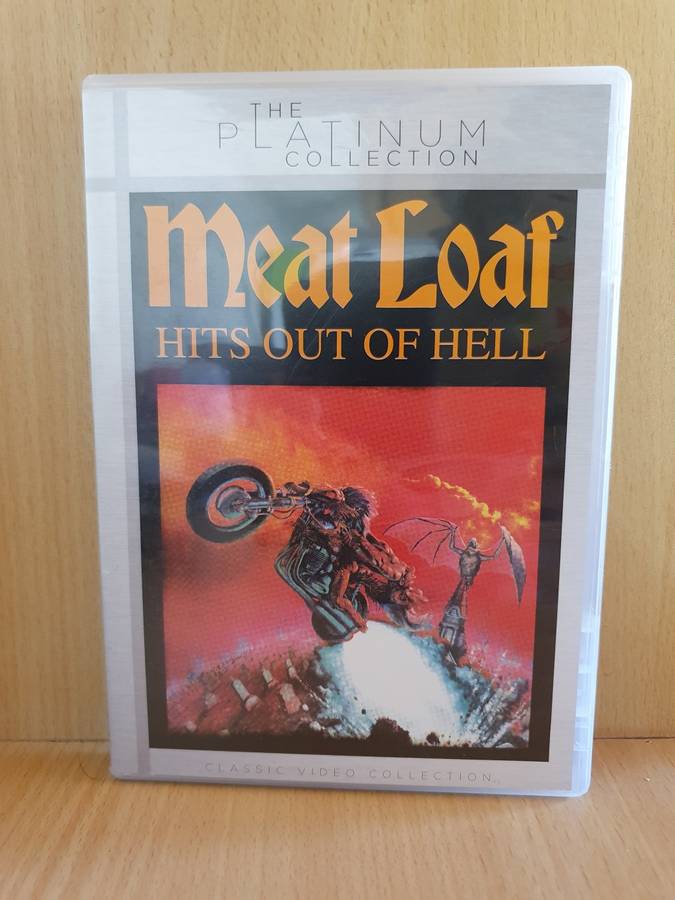 THE
PLATINUM
COLLECTION
Meat Loaf
HITS OUT OF HELL
CLASSIC VIDEO COLLECTION